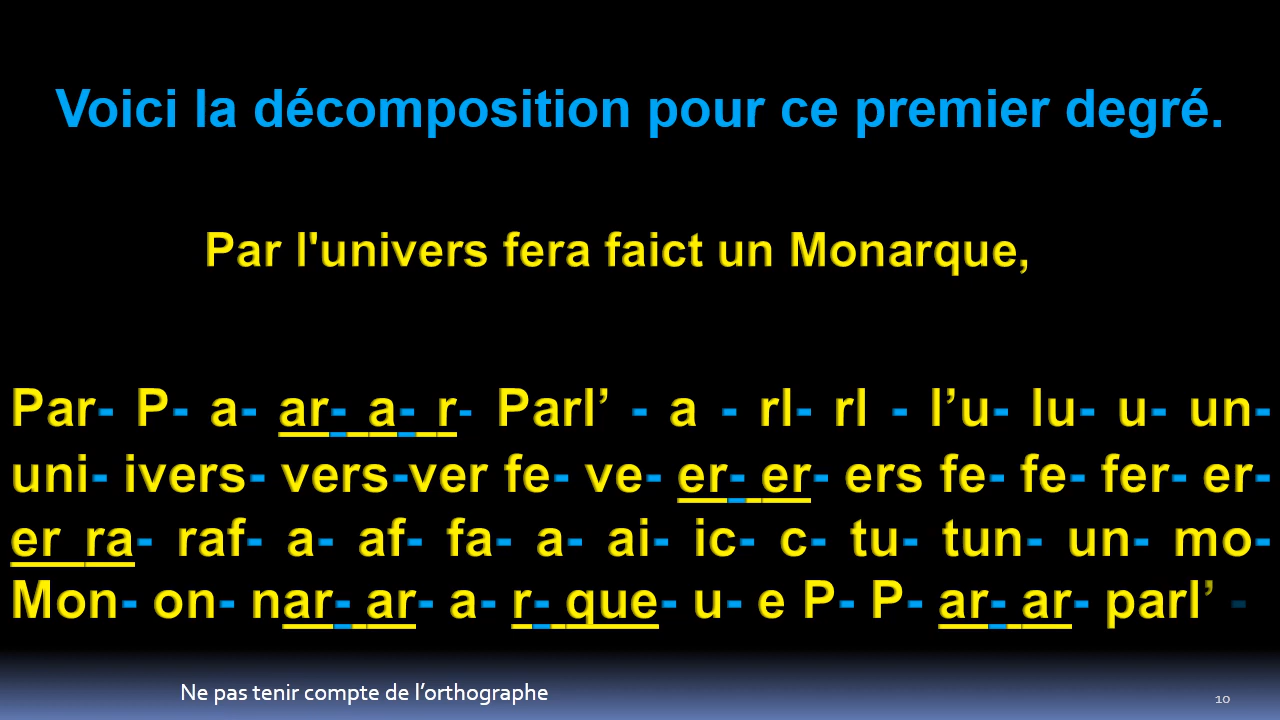 Voici la décomposition pour ce premier degré.
Par l'univers fera faict un Monarque,
Par- P- a- ar- a- r- Parl’ - a - rl- rl - l’u- lu- u- un-
uni- ivers- vers-ver fe- ve- er- er- ers fe- fe- fer- er-
er ra- raf- a- af- fa- a- ai- ic- c- tu- tun- un- mo-
Mon- on- nar- ar- a- r- que- u- e P- P- ar- ar- parl’ -
Ne pas tenir compte de l’orthographe
10